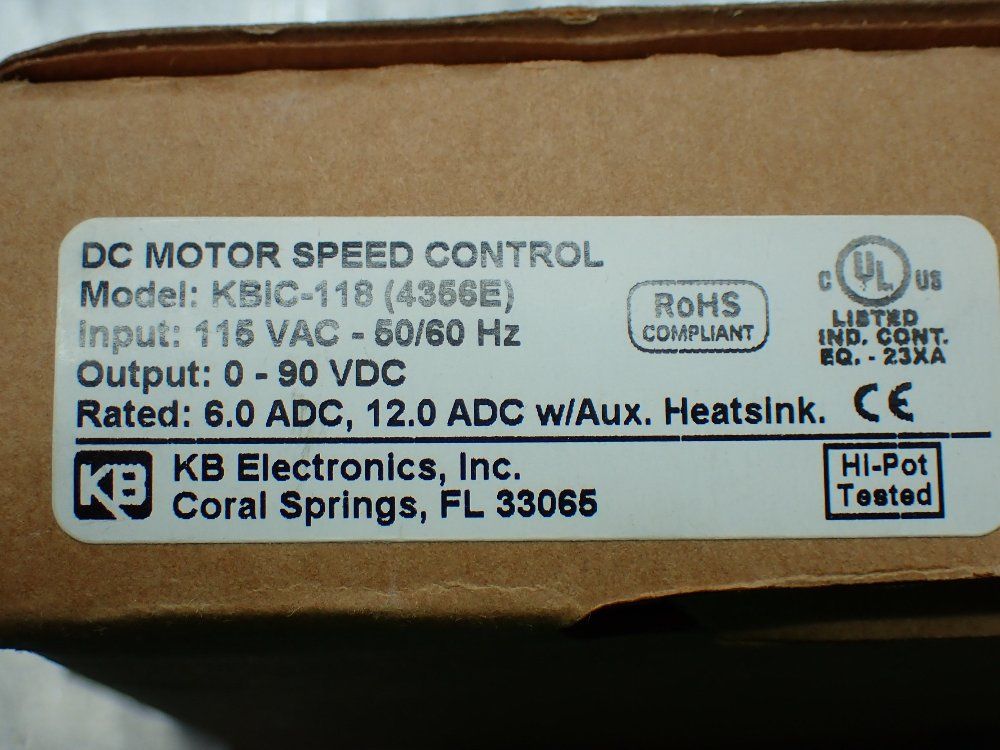 DC MOTOR SPEED CONTROL
Model: KBIC-118 (4356E)
Input: 115 VAC - 50/60 Hz
Output: 0 - 90 VDC
Rated: 6.0 ADC, 12.0 ADC w/Aux. Heatsink.
RoHS
COMPLIANT
C UL US
LISTED
IND. CONT.
EQ. - 23XA
CE
KB
KB Electronics, Inc.
Coral Springs, FL 33065
Hi-Pot
Tested